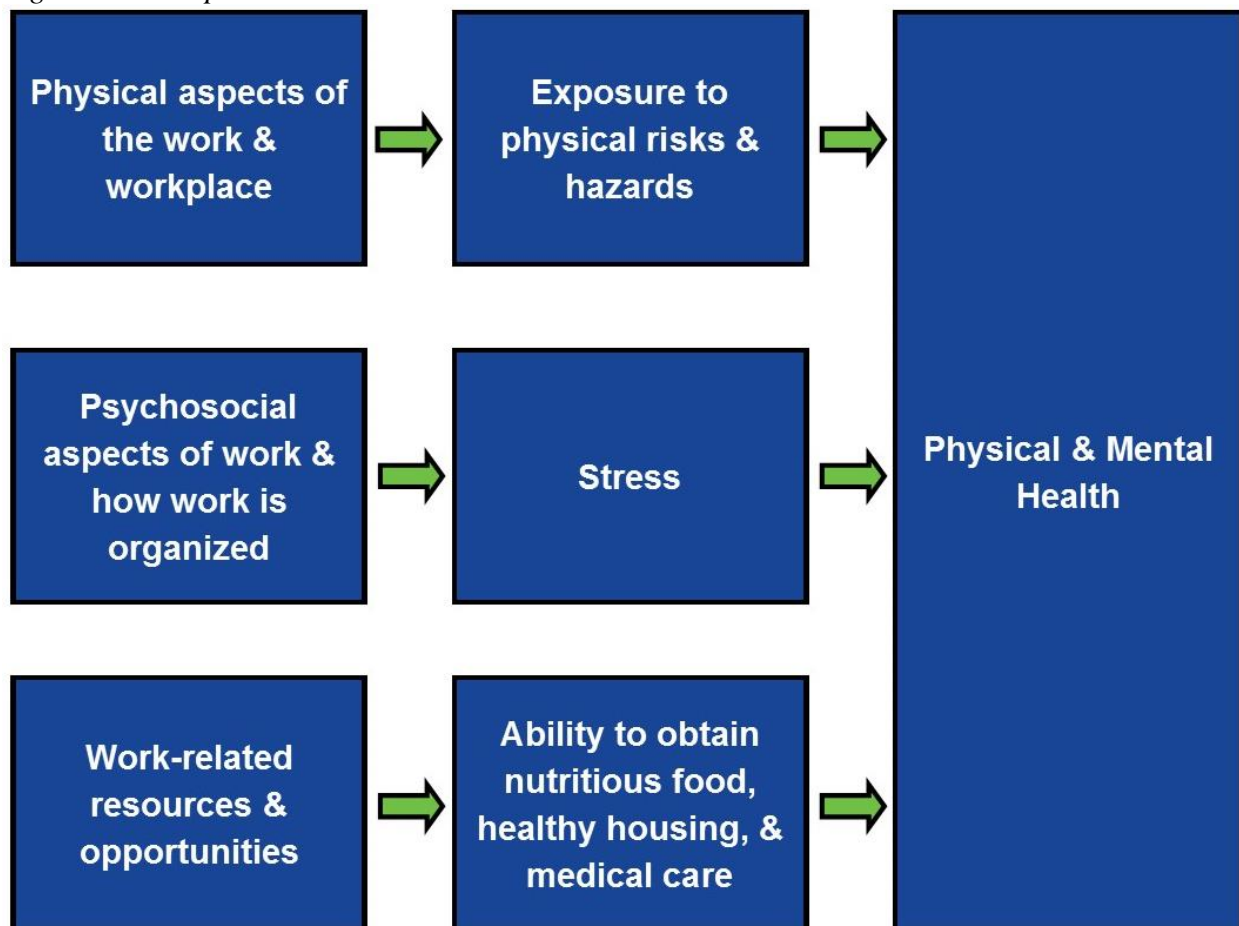 Physical aspects of
the work &
workplace
Exposure to
physical risks &
hazards
Psychosocial
aspects of work &
how work is
organized
Stress
Physical & Mental
Health
Work-related
resources &
opportunities
Ability to obtain
nutritious food,
healthy housing, &
medical care